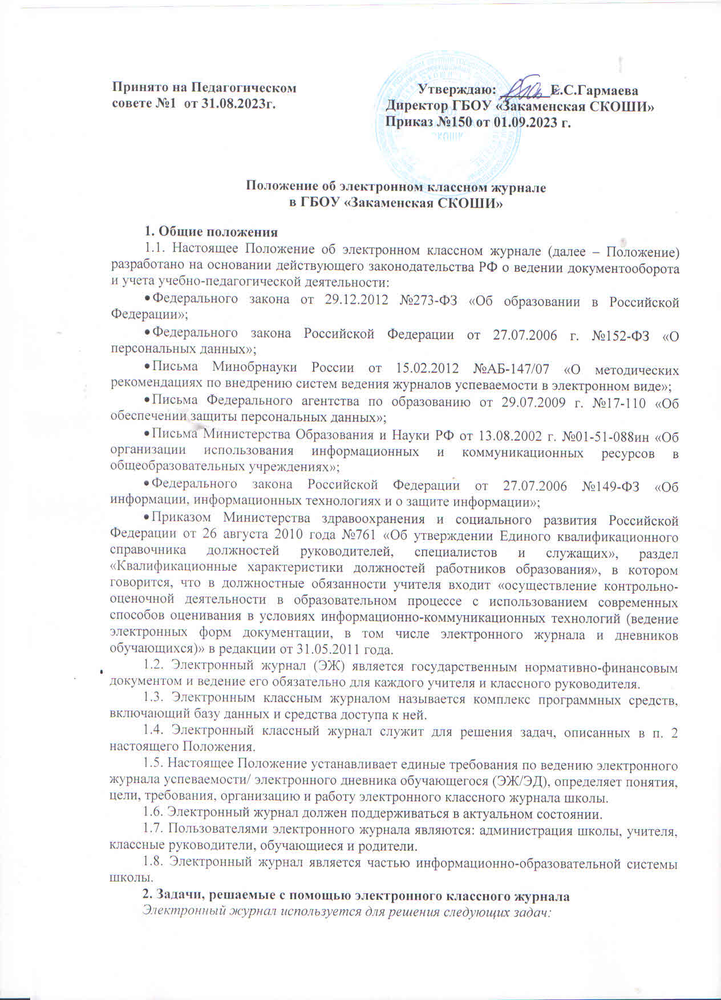 Принято на Педагогическом
совете №1 от 31.08.2023г.
Утверждаю: Е.С.Гармаева
Директор ГБОУ «Закаменская СКОШИ»
Приказ №150 от 01.09.2023 г.
Положение об электронном классном журнале
в ГБОУ «Закаменская СКОШИ»
1. Общие положения
1.1. Настоящее Положение об электронном классном журнале (далее – Положение)
разработано на основании действующего законодательства РФ о ведении документооборота
и учета учебно-педагогической деятельности:
•Федерального закона от 29.12.2012 №273-ФЗ «Об образовании в Российской
Федерации»;
•Федерального закона Российской Федерации от 27.07.2006 г. №152-ФЗ «О
персональных данных»;
•Письма Минобрнауки России от 15.02.2012 №АБ-147/07 «О методических
рекомендациях по внедрению систем ведения журналов успеваемости в электронном виде»;
•Письма Федерального агентства по образованию от 29.07.2009 г. №17-110 «Об
обеспечении защиты персональных данных»;
•Письма Министерства Образования и Науки РФ от 13.08.2002 г. №01-51-088ин «Об
организации использования информационных и коммуникационных ресурсов в
общеобразовательных учреждениях»;
•Федерального закона Российской Федерации от 27.07.2006 №149-ФЗ «Об
информации, информационных технологиях и о защите информации»;
•Приказом Министерства здравоохранения и социального развития Российской
Федерации от 26 августа 2010 года №761 «Об утверждении Единого квалификационного
справочника должностей руководителей, специалистов и служащих», раздел
«Квалификационные характеристики должностей работников образования», в котором
говорится, что в должностные обязанности учителя входит «осуществление контрольно-
оценочной деятельности в образовательном процессе с использованием современных
способов оценивания в условиях информационно-коммуникационных технологий (ведение
электронных форм документации, в том числе электронного журнала и дневников
обучающихся)» в редакции от 31.05.2011 года.
1.2. Электронный журнал (ЭЖ) является государственным нормативно-финансовым
документом и ведение его обязательно для каждого учителя и классного руководителя.
1.3. Электронным классным журналом называется комплекс программных средств,
включающий базу данных и средства доступа к ней.
1.4. Электронный классный журнал служит для решения задач, описанных в п. 2
настоящего Положения.
1.5. Настоящее Положение устанавливает единые требования по ведению электронного
журнала успеваемости/ электронного дневника обучающегося (ЭЖ/ЭД), определяет понятия,
цели, требования, организацию и работу электронного классного журнала школы.
1.6. Электронный журнал должен поддерживаться в актуальном состоянии.
1.7. Пользователями электронного журнала являются: администрация школы, учителя,
классные руководители, обучающиеся и родители.
1.8. Электронный журнал является частью информационно-образовательной системы
школы.
2. Задачи, решаемые с помощью электронного классного журнала
Электронный журнал используется для решения следующих задач: